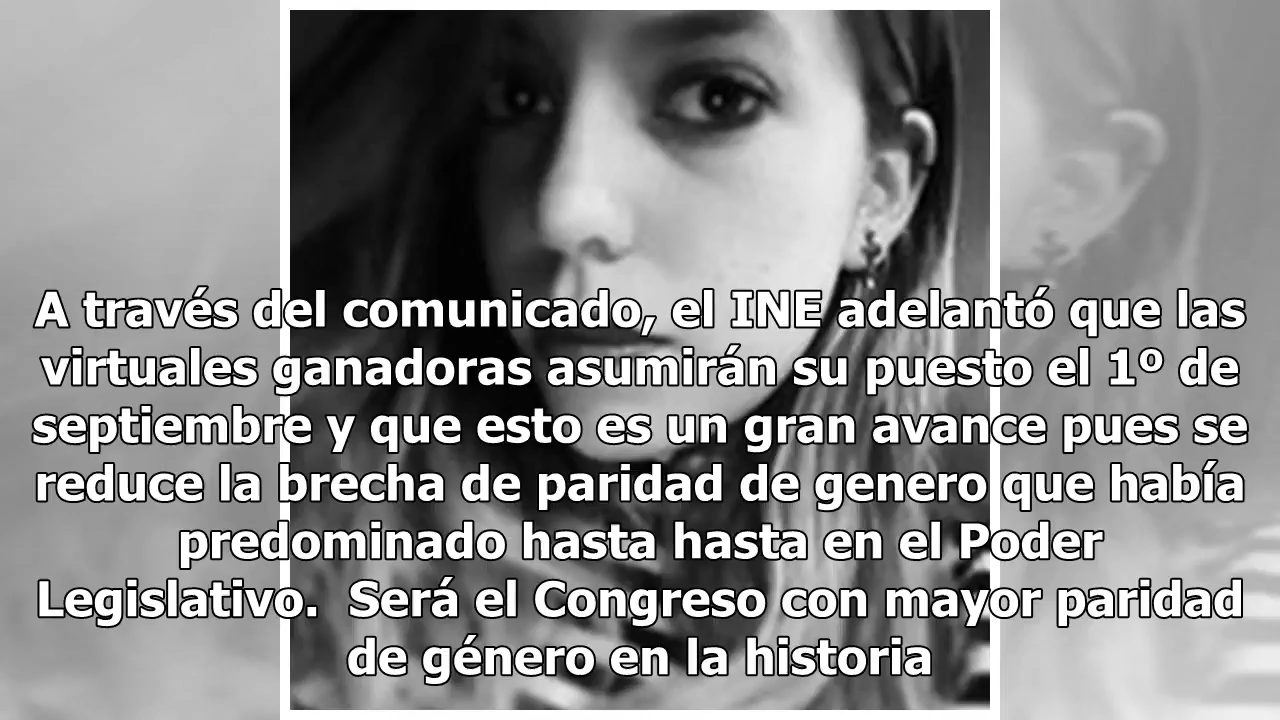 A través del comunicado, el INE adelantó que las
virtuales ganadoras asumirán su puesto el 1º de
septiembre y que esto es un gran avance pues se
reduce la brecha de paridad de genero que había
predominado hasta hasta en el Poder
Legislativo.  Será el Congreso con mayor paridad
de género en la historia